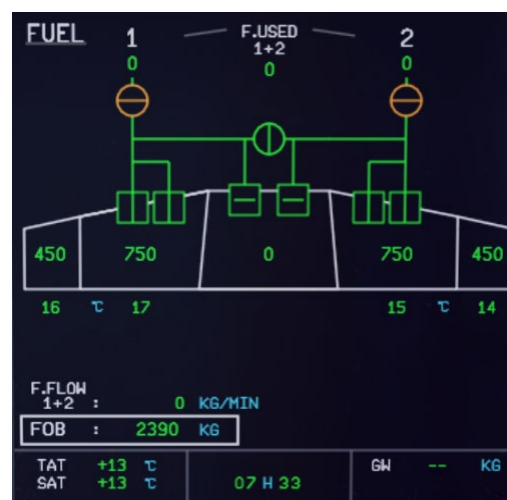 FUEL 1 F.USED 2
1+2
0 0 0
450 750 0 750 450
16 °C 17 15 °C 14
F.FLOW
1+2 : 0 KG/MIN
FOB : 2390 KG
TAT +13 °C GW -- KG
SAT +13 °C 07 H 33